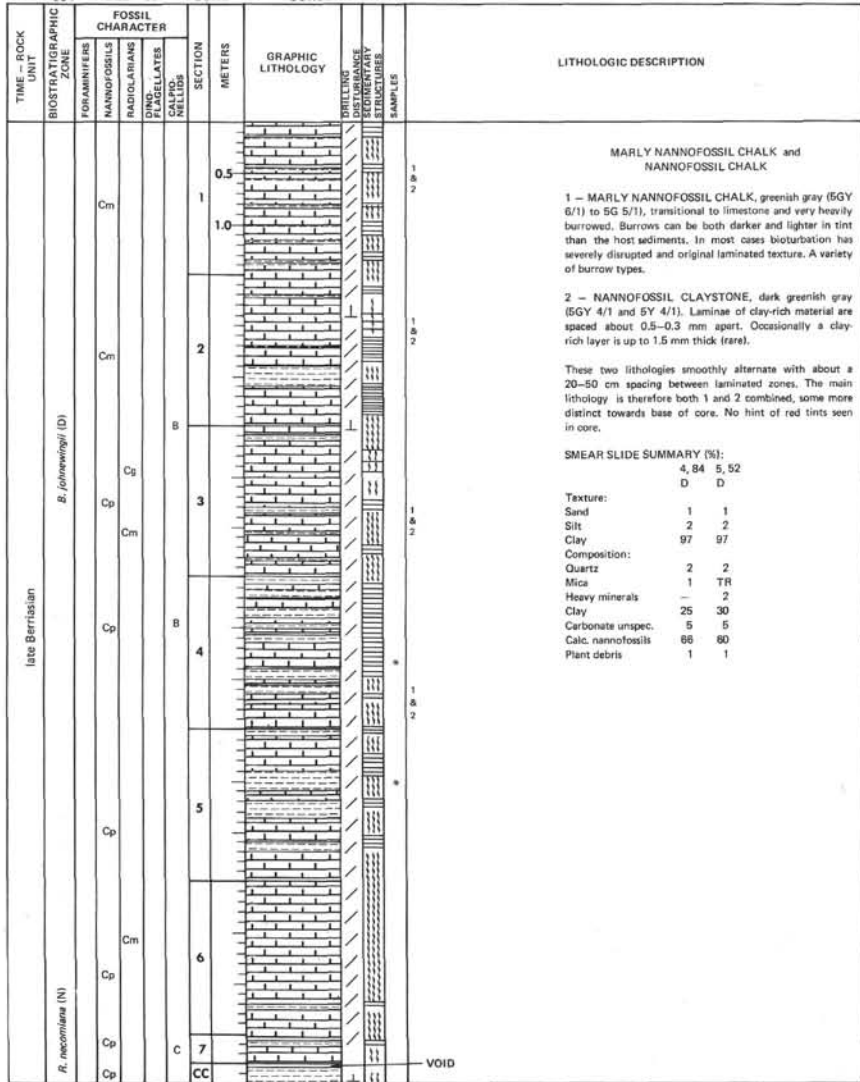 TIME – ROCK UNIT
BIOSTRATIGRAPHIC ZONE
FOSSIL CHARACTER
FORAMINIFERS
NANNOFOSSILS
RADIOLARIANS
DINO-FLAGELLATES
CALPIO-NELLIDS
SECTION
METERS
GRAPHIC LITHOLOGY
DRILLING DISTURBANCE
SEDIMENTARY STRUCTURES
SAMPLES
LITHOLOGIC DESCRIPTION
late Berriasian
B. johnewingii (D)
R. necomiana (N)
Cm
Cm
B
Cg
Cp
Cm
Cp
B
Cp
Cm
Cp
Cp
C
Cp
1
0.5
1.0
2
3
4
5
6
7
CC
1 & 2
1 & 2
1 & 2
*
1 & 2
*
VOID
MARLY NANNOFOSSIL CHALK and
NANNOFOSSIL CHALK
1 – MARLY NANNOFOSSIL CHALK, greenish gray (5GY
6/1) to 5G 5/1), transitional to limestone and very heavily
burrowed. Burrows can be both darker and lighter in tint
than the host sediments. In most cases bioturbation has
severely disrupted and original laminated texture. A variety
of burrow types.
2 – NANNOFOSSIL CLAYSTONE, dark greenish gray
(5GY 4/1 and 5Y 4/1). Laminae of clay-rich material are
spaced about 0.5–0.3 mm apart. Occasionally a clay-
rich layer is up to 1.5 mm thick (rare).
These two lithologies smoothly alternate with about a
20–50 cm spacing between laminated zones. The main
lithology is therefore both 1 and 2 combined, some more
distinct towards base of core. No hint of red tints seen
in core.
SMEAR SLIDE SUMMARY (%):
4, 84 5, 52
D D
Texture:
Sand 1 1
Silt 2 2
Clay 97 97
Composition:
Quartz 2 2
Mica 1 TR
Heavy minerals – 2
Clay 25 30
Carbonate unspec. 5 5
Calc. nannofossils 66 60
Plant debris 1 1